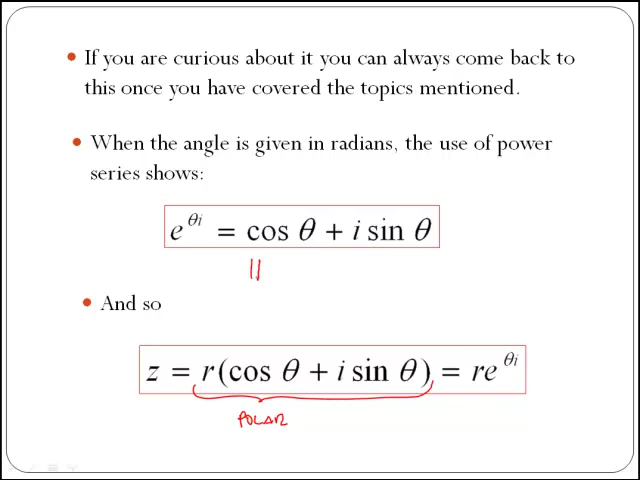 If you are curious about it you can always come back to
this once you have covered the topics mentioned.
When the angle is given in radians, the use of power
series shows:
e^{θi} = cos θ + i sin θ
And so
z = r(cos θ + i sin θ) = re^{θi}
POLAR